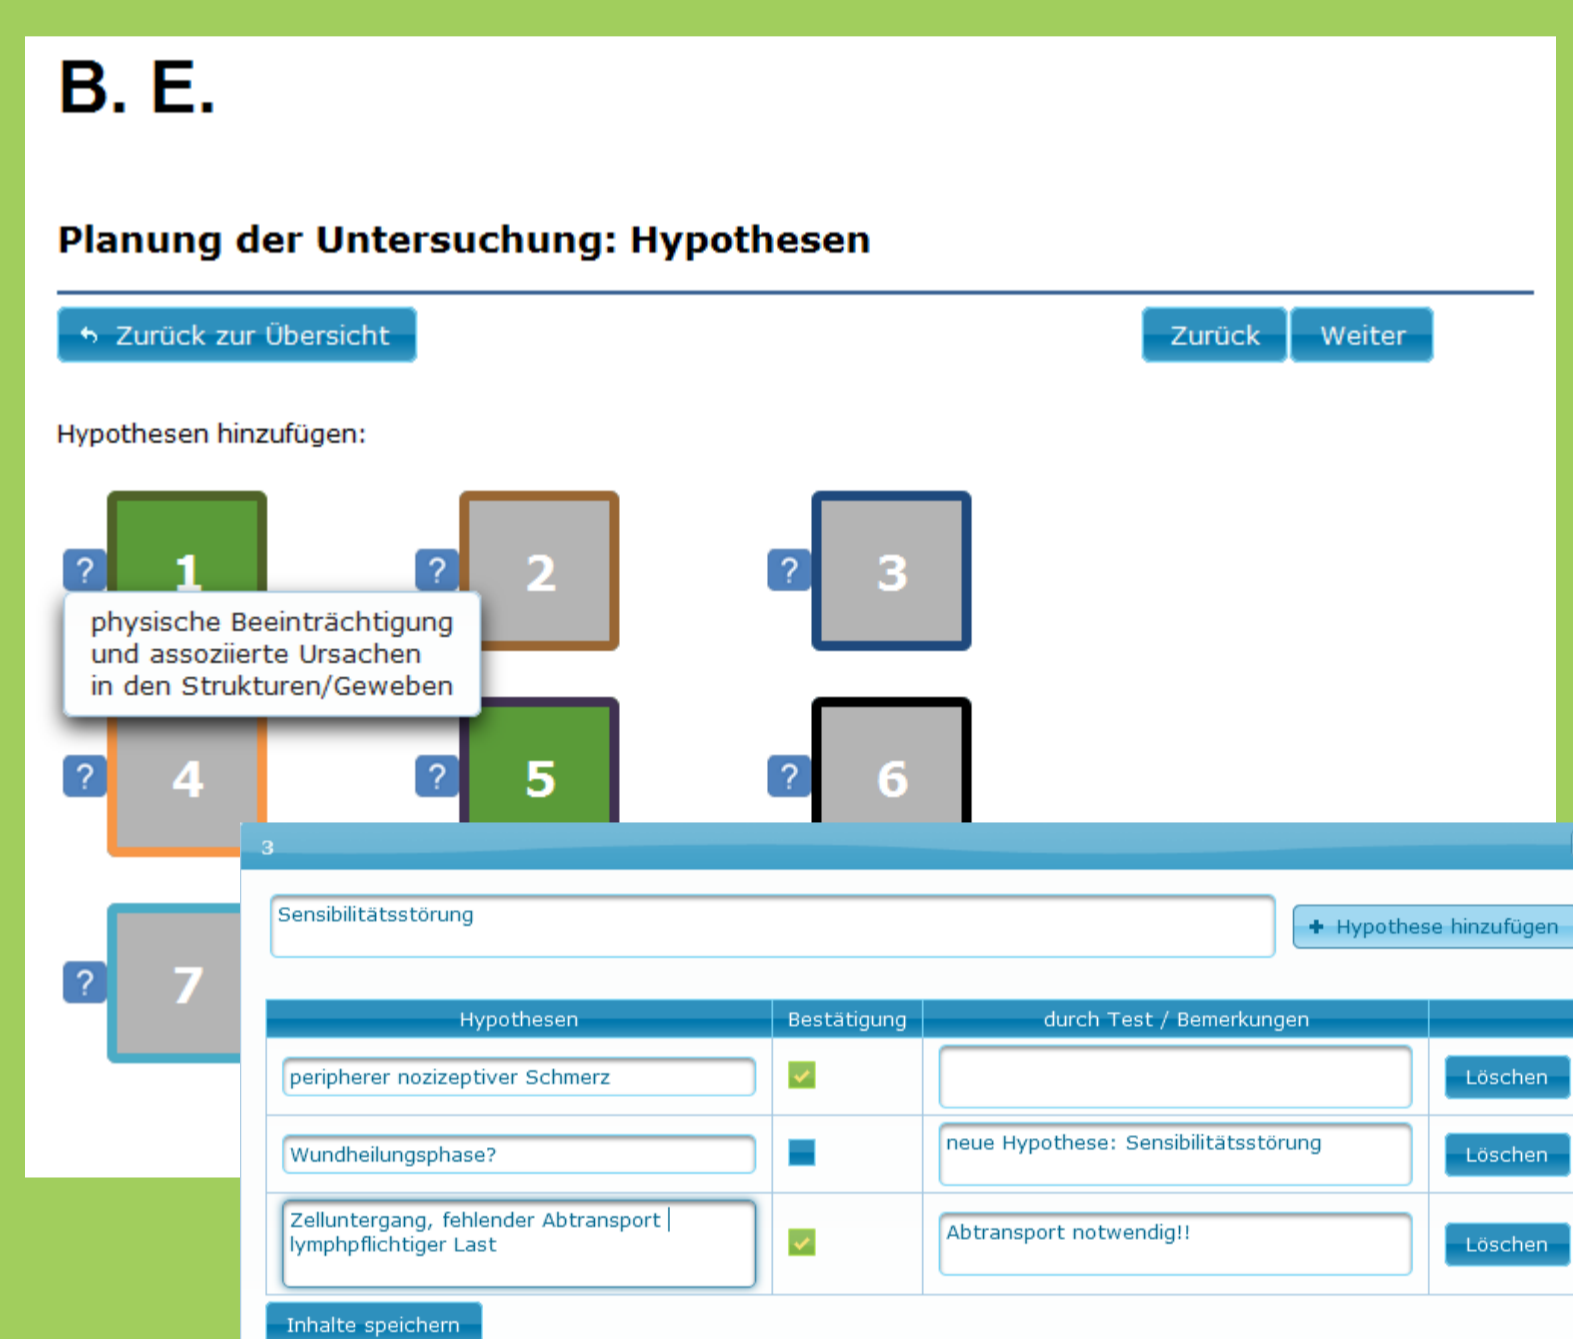 B. E.
Planung der Untersuchung: Hypothesen
Zurück zur Übersicht
Zurück
Weiter
Hypothesen hinzufügen:
? 1
? 2
? 3
physische Beeinträchtigung
und assoziierte Ursachen
in den Strukturen/Geweben
? 4
? 5
? 6
? 7
3
Sensibilitätsstörung
+ Hypothese hinzufügen
Hypothesen
Bestätigung
durch Test / Bemerkungen
peripherer nozizeptiver Schmerz
Löschen
Wundheilungsphase?
neue Hypothese: Sensibilitätsstörung
Löschen
Zelluntergang, fehlender Abtransport
lymphpflichtiger Last
Abtransport notwendig!!
Löschen
Inhalte speichern